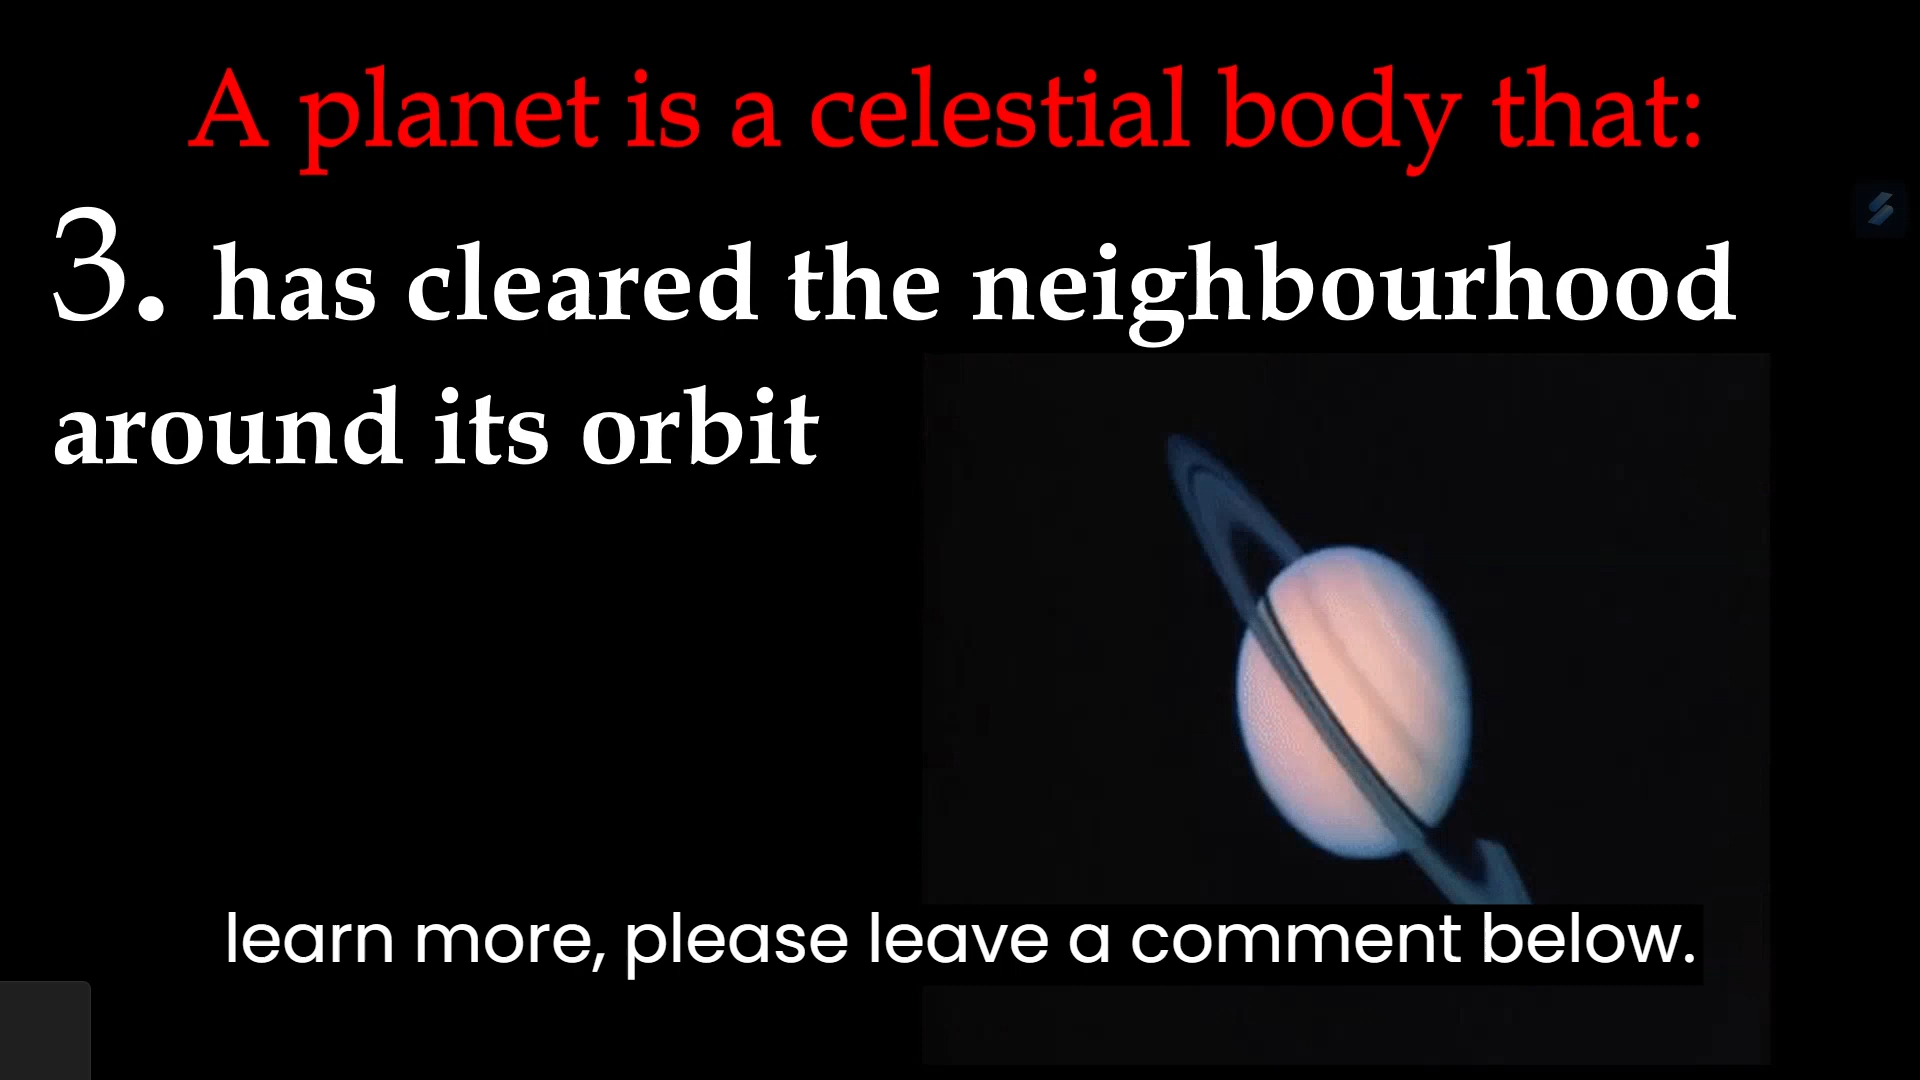 A planet is a celestial body that:
3. has cleared the neighbourhood
around its orbit
learn more, please leave a comment below.